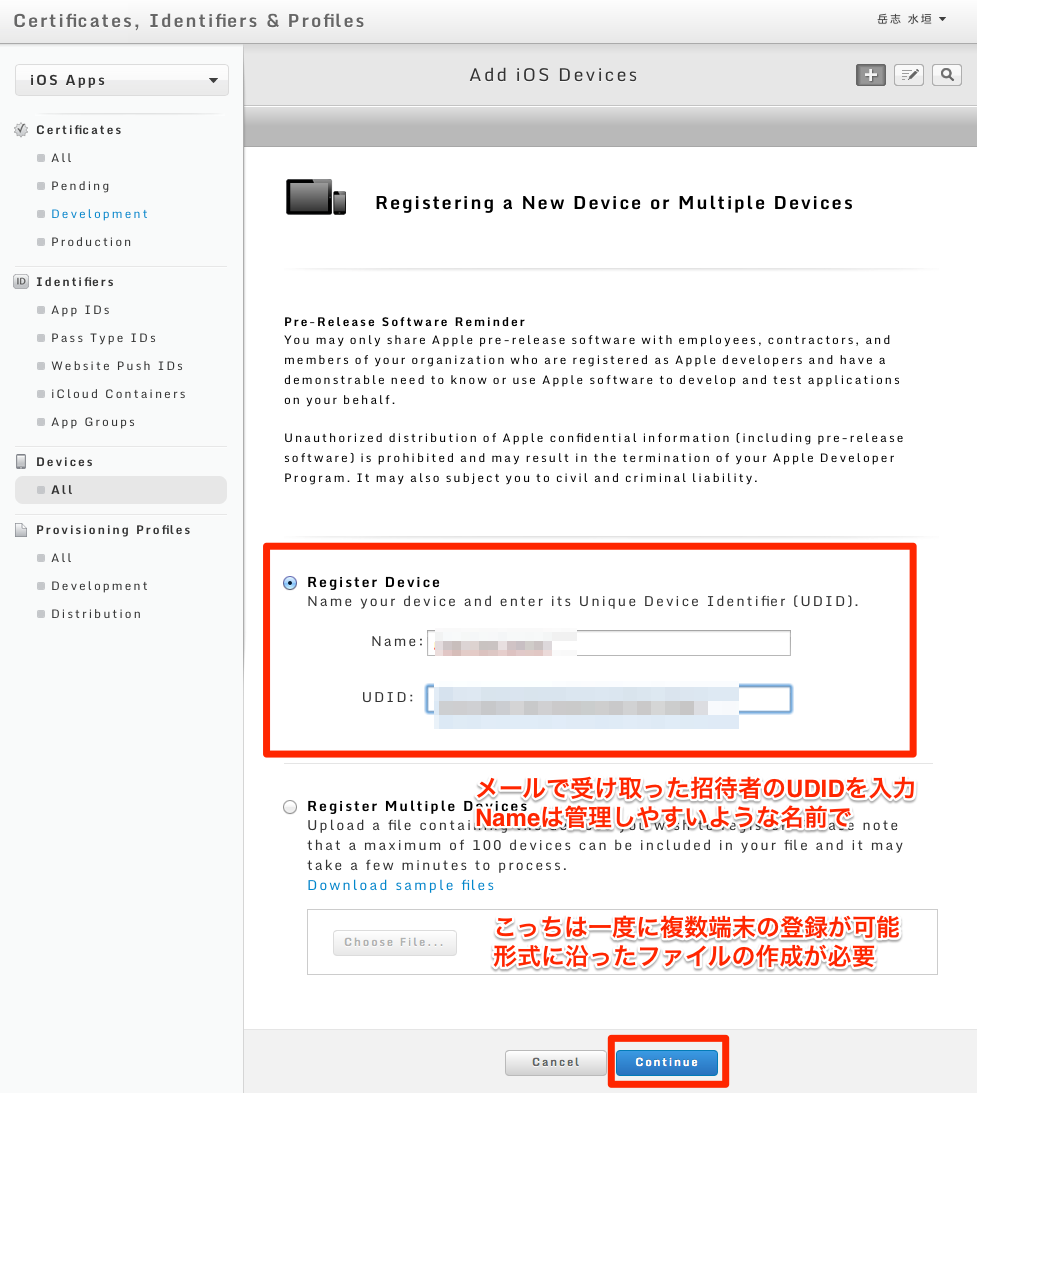 Certificates, Identifiers & Profiles
岳志 水垣
iOS Apps
Add iOS Devices
Certificates
All
Pending
Development
Production
ID Identifiers
App IDs
Pass Type IDs
Website Push IDs
iCloud Containers
App Groups
Devices
All
Provisioning Profiles
All
Development
Distribution
Registering a New Device or Multiple Devices
Pre-Release Software Reminder
You may only share Apple pre-release software with employees, contractors, and
members of your organization who are registered as Apple developers and have a
demonstrable need to know or use Apple software to develop and test applications
on your behalf.
Unauthorized distribution of Apple confidential information (including pre-release
software) is prohibited and may result in the termination of your Apple Developer
Program. It may also subject you to civil and criminal liability.
Register Device
Name your device and enter its Unique Device Identifier (UDID).
Name:
UDID:
メールで受け取った招待者のUDIDを入力
Nameは管理しやすいような名前で
Register Multiple Devices
Upload a file containing the devices you wish to register. Please note
that a maximum of 100 devices can be included in your file and it may
take a few minutes to process.
Download sample files
Choose File...
こっちは一度に複数端末の登録が可能
形式に沿ったファイルの作成が必要
Cancel
Continue